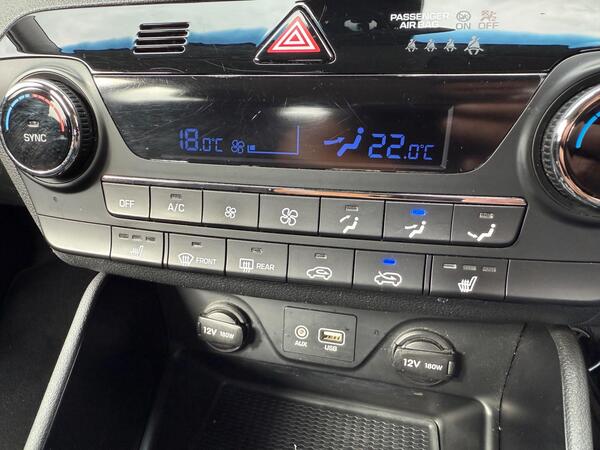 PASSENGER
AIR BAG ON OFF
SYNC
18.0°C 22.0°C
OFF A/C
FRONT REAR
12V 180W AUX USB 12V 180W